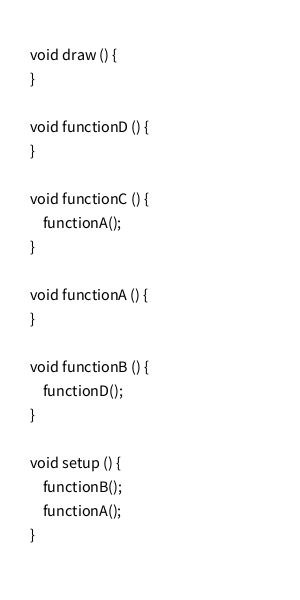 void draw () {
}

void functionD () {
}

void functionC () {
    functionA();
}

void functionA () {
}

void functionB () {
    functionD();
}

void setup () {
    functionB();
    functionA();
}